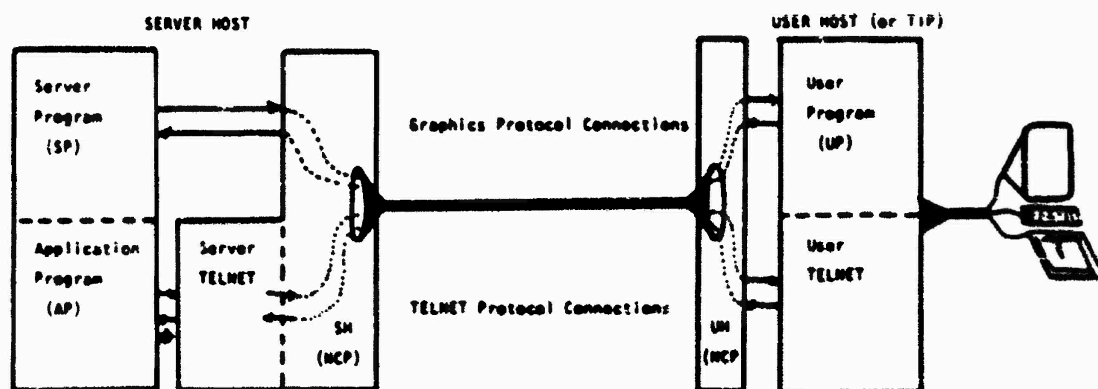 SERVER HOST
USER HOST (or TIP)
Server
Program
(SP)
Graphics Protocol Connections
User
Program
(UP)
Application
Program
(AP)
Server
TELNET
User
TELNET
TELNET Protocol Connections
SH
(NCP)
UH
(NCP